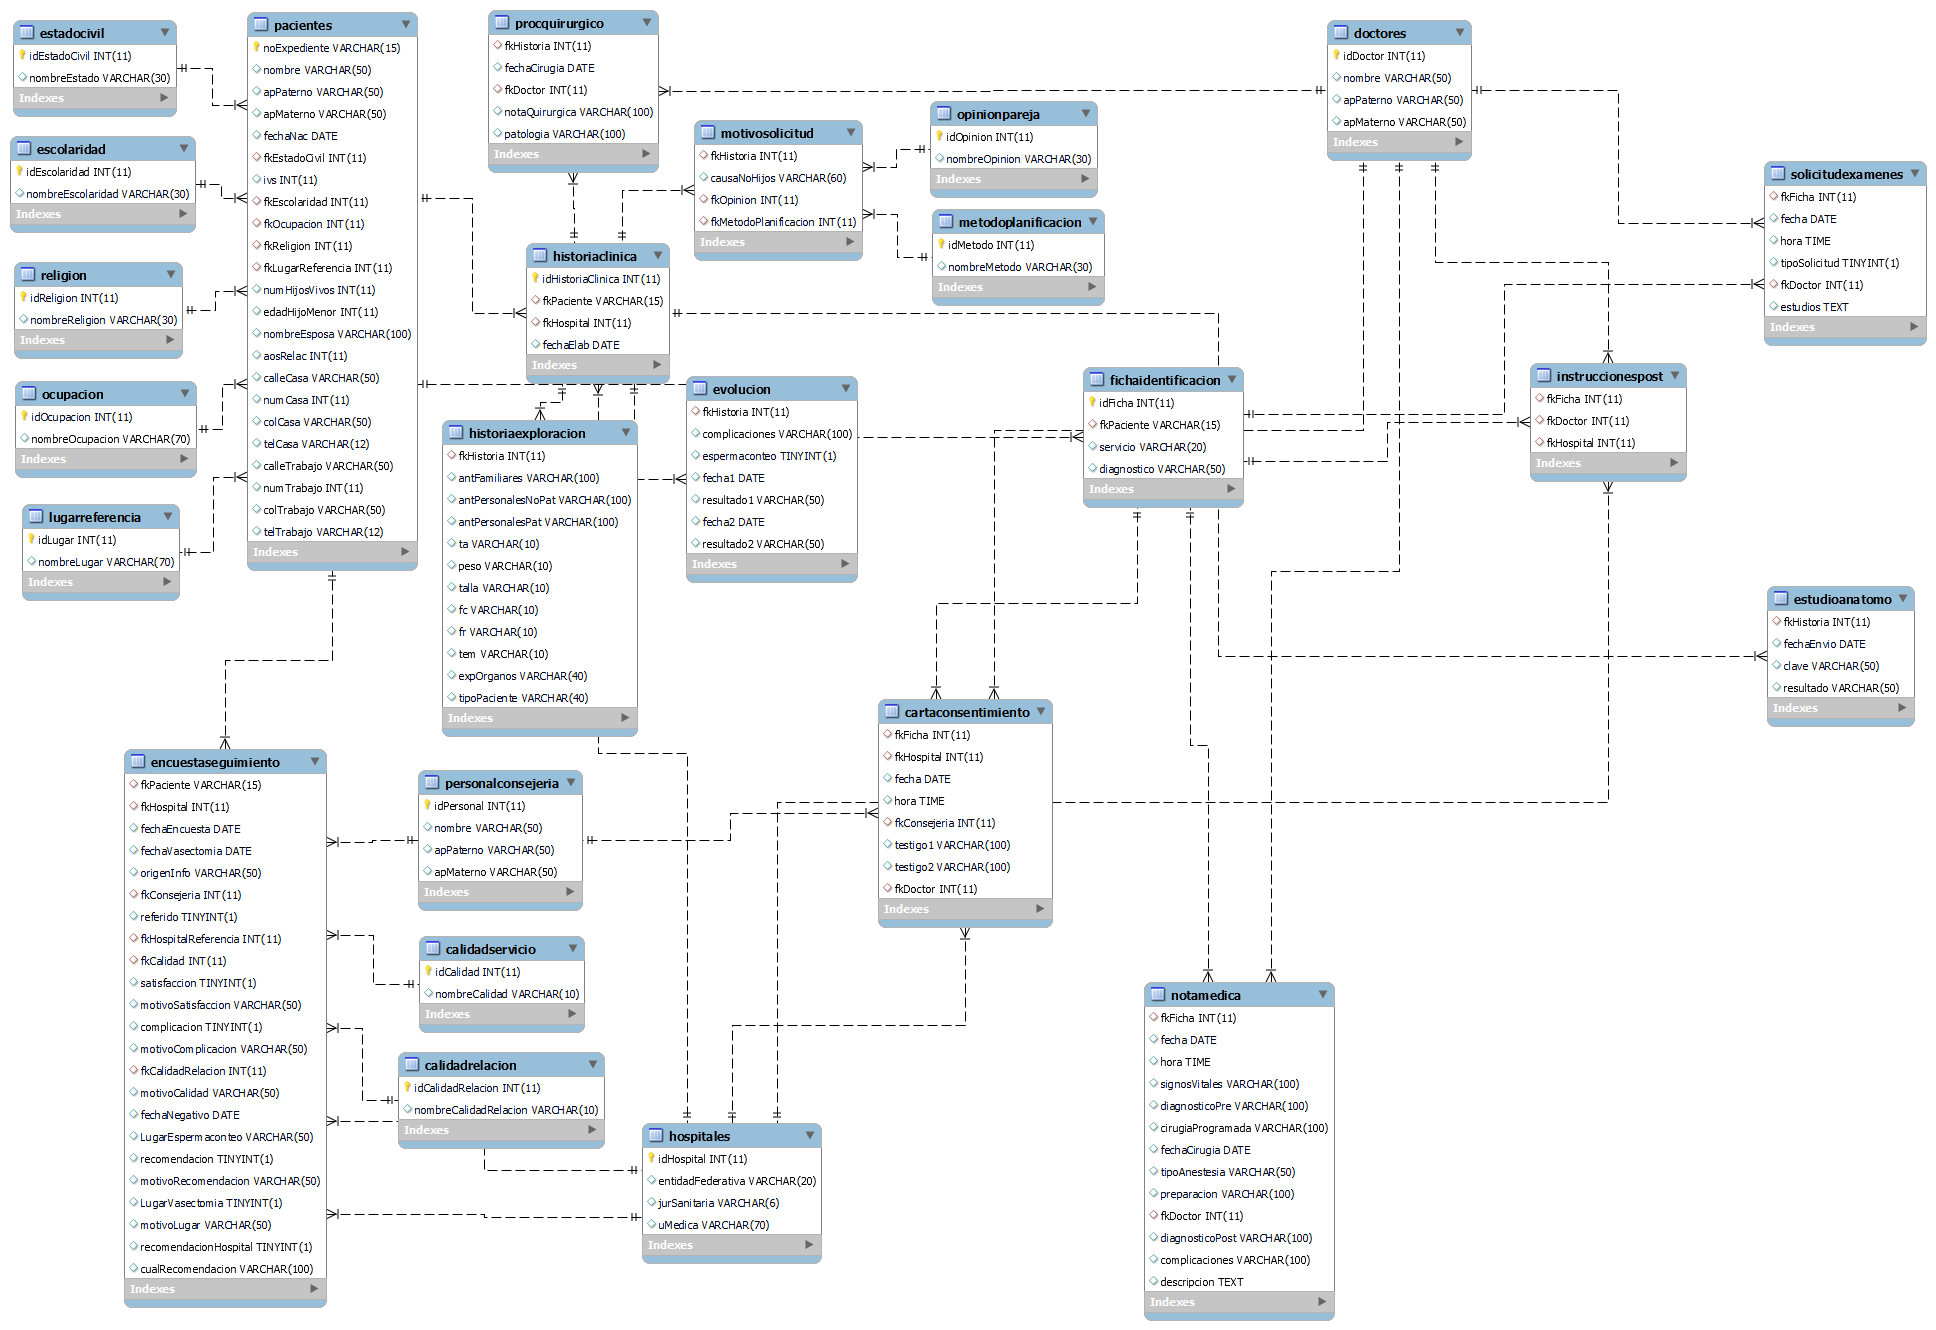 estadocivil
idEstadoCivil INT(11)
nombreEstado VARCHAR(30)
Indexes
escolaridad
idEscolaridad INT(11)
nombreEscolaridad VARCHAR(30)
Indexes
religion
idReligion INT(11)
nombreReligion VARCHAR(30)
Indexes
ocupacion
idOcupacion INT(11)
nombreOcupacion VARCHAR(70)
Indexes
lugarreferencia
idLugar INT(11)
nombreLugar VARCHAR(70)
Indexes
pacientes
noExpediente VARCHAR(15)
nombre VARCHAR(50)
apPaterno VARCHAR(50)
apMaterno VARCHAR(50)
fechaNac DATE
fkEstadoCivil INT(11)
ivs INT(11)
fkEscolaridad INT(11)
fkOcupacion INT(11)
fkReligion INT(11)
fkLugarReferencia INT(11)
numHijosVivos INT(11)
edadHijoMenor INT(11)
nombreEsposa VARCHAR(100)
aosRelac INT(11)
calleCasa VARCHAR(50)
numCasa INT(11)
colCasa VARCHAR(50)
telCasa VARCHAR(12)
calleTrabajo VARCHAR(50)
numTrabajo INT(11)
colTrabajo VARCHAR(50)
telTrabajo VARCHAR(12)
Indexes
procquirurgico
fkHistoria INT(11)
fechaCirugia DATE
fkDoctor INT(11)
notaQuirurgica VARCHAR(100)
patologia VARCHAR(100)
Indexes
motivosolicitud
fkHistoria INT(11)
causaNoHijos VARCHAR(60)
fkOpinion INT(11)
fkMetodoPlanificacion INT(11)
Indexes
opinionpareja
idOpinion INT(11)
nombreOpinion VARCHAR(30)
Indexes
metodoplanificacion
idMetodo INT(11)
nombreMetodo VARCHAR(30)
Indexes
doctores
idDoctor INT(11)
nombre VARCHAR(50)
apPaterno VARCHAR(50)
apMaterno VARCHAR(50)
Indexes
solicitudexamenes
fkFicha INT(11)
fecha DATE
hora TIME
tipoSolicitud TINYINT(1)
fkDoctor INT(11)
estudios TEXT
Indexes
historiaclinica
idHistoriaClinica INT(11)
fkPaciente VARCHAR(15)
fkHospital INT(11)
fechaElab DATE
Indexes
historiaexploracion
fkHistoria INT(11)
antFamiliares VARCHAR(100)
antPersonalesNoPat VARCHAR(100)
antPersonalesPat VARCHAR(100)
ta VARCHAR(10)
peso VARCHAR(10)
talla VARCHAR(10)
fc VARCHAR(10)
fr VARCHAR(10)
tem VARCHAR(10)
expOrganos VARCHAR(40)
tipoPaciente VARCHAR(40)
Indexes
evolucion
fkHistoria INT(11)
complicaciones VARCHAR(100)
espermaconteo TINYINT(1)
fecha1 DATE
resultado1 VARCHAR(50)
fecha2 DATE
resultado2 VARCHAR(50)
Indexes
fichaidentificacion
idFicha INT(11)
fkPaciente VARCHAR(15)
servicio VARCHAR(20)
diagnostico VARCHAR(50)
Indexes
instruccionespost
fkFicha INT(11)
fkDoctor INT(11)
fkHospital INT(11)
Indexes
estudioanatomo
fkHistoria INT(11)
fechaEnvio DATE
clave VARCHAR(50)
resultado VARCHAR(50)
Indexes
encuestaseguimiento
fkPaciente VARCHAR(15)
fkHospital INT(11)
fechaEncuesta DATE
fechaVasectomia DATE
origenInfo VARCHAR(50)
fkConsejeria INT(11)
referido TINYINT(1)
fkHospitalReferencia INT(11)
fkCalidad INT(11)
satisfaccion TINYINT(1)
motivoSatisfaccion VARCHAR(50)
complicacion TINYINT(1)
motivoComplicacion VARCHAR(50)
fkCalidadRelacion INT(11)
motivoCalidad VARCHAR(50)
fechaNegativo DATE
LugarEspermaconteo VARCHAR(50)
recomendacion TINYINT(1)
motivoRecomendacion VARCHAR(50)
LugarVasectomia TINYINT(1)
motivoLugar VARCHAR(50)
recomendacionHospital TINYINT(1)
cualRecomendacion VARCHAR(100)
Indexes
personalconsejeria
idPersonal INT(11)
nombre VARCHAR(50)
apPaterno VARCHAR(50)
apMaterno VARCHAR(50)
Indexes
calidadservicio
idCalidad INT(11)
nombreCalidad VARCHAR(10)
Indexes
calidadrelacion
idCalidadRelacion INT(11)
nombreCalidadRelacion VARCHAR(10)
Indexes
hospitales
idHospital INT(11)
entidadFederativa VARCHAR(20)
jurSanitaria VARCHAR(6)
uMedica VARCHAR(70)
Indexes
cartaconsentimiento
fkFicha INT(11)
fkHospital INT(11)
fecha DATE
hora TIME
fkConsejeria INT(11)
testigo1 VARCHAR(100)
testigo2 VARCHAR(100)
fkDoctor INT(11)
Indexes
notamedica
fkFicha INT(11)
fecha DATE
hora TIME
signosVitales VARCHAR(100)
diagnosticoPre VARCHAR(100)
cirugiaProgramada VARCHAR(100)
fechaCirugia DATE
tipoAnestesia VARCHAR(50)
preparacion VARCHAR(100)
fkDoctor INT(11)
diagnosticoPost VARCHAR(100)
complicaciones VARCHAR(100)
descripcion TEXT
Indexes